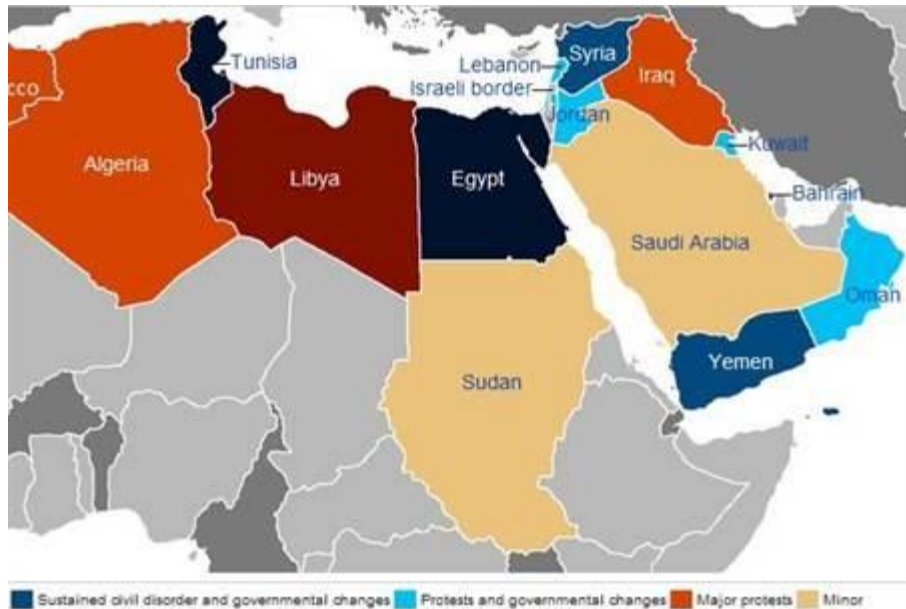 Tunisia
Lebanon
Syria
Israeli border
Iraq
cco
Jordan
Algeria
Kuwait
Libya
Egypt
Bahrain
Saudi Arabia
Oman
Yemen
Sudan
Sustained civil disorder and governmental changes
Protests and governmental changes
Major protests
Minor